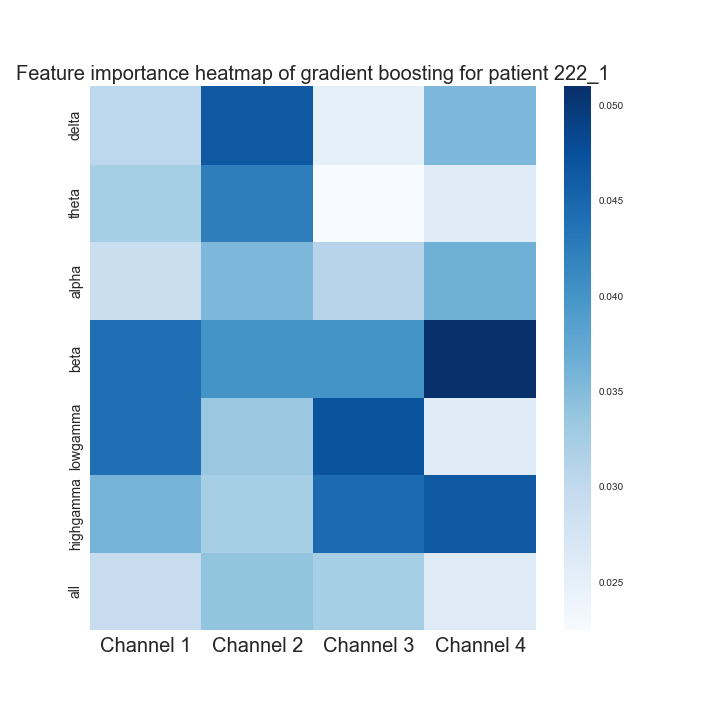 Feature importance heatmap of gradient boosting for patient 222_1
delta
theta
alpha
beta
lowgamma
highgamma
all
Channel 1 Channel 2 Channel 3 Channel 4
0.050
0.045
0.040
0.035
0.030
0.025